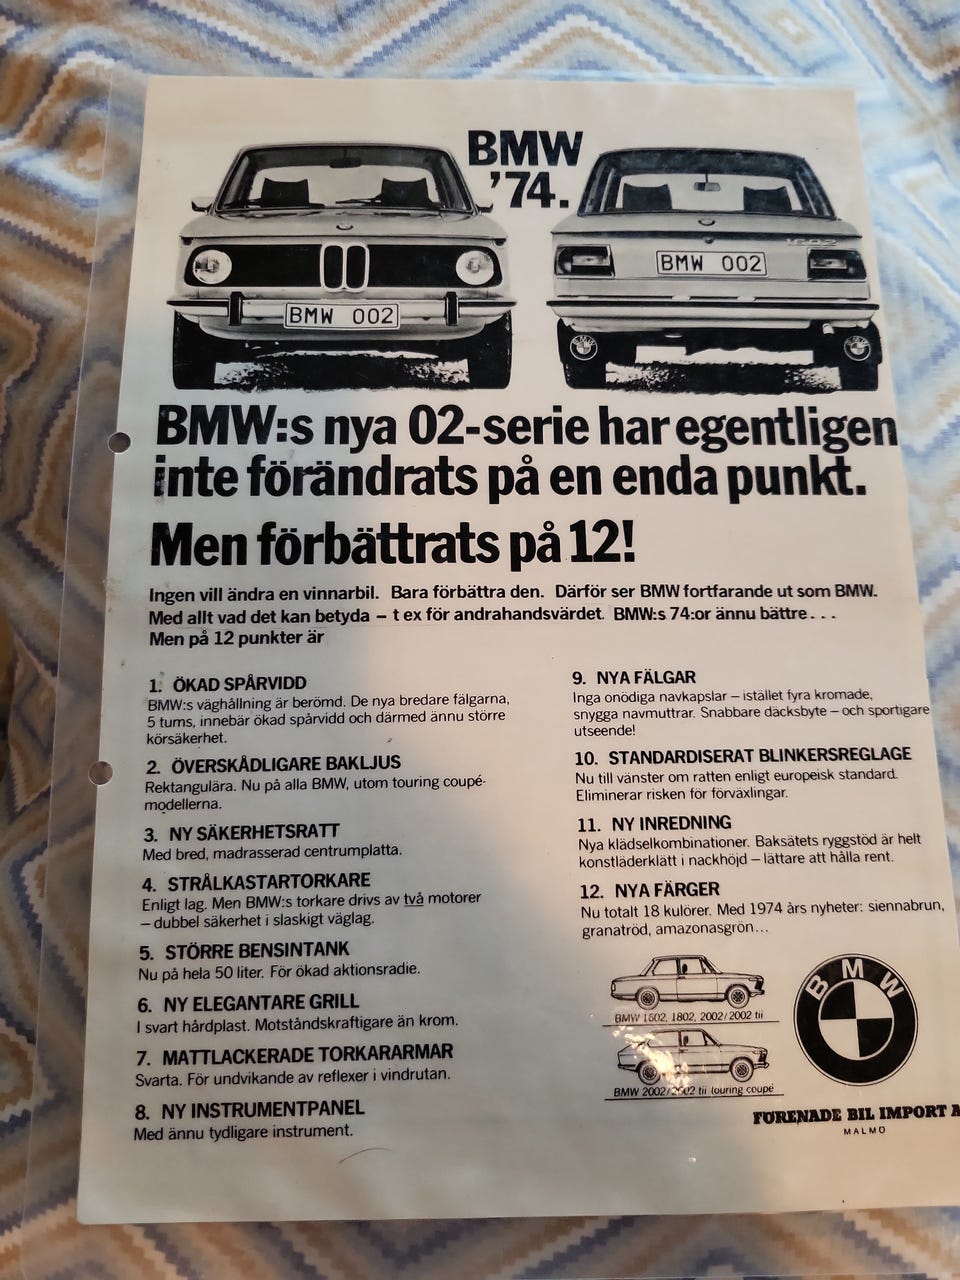 BMW
'74.
BMW 002
BMW 002
BMW:s nya 02-serie har egentligen
inte förändrats på en enda punkt.
Men förbättrats på 12!
Ingen vill ändra en vinnarbil. Bara förbättra den. Därför ser BMW fortfarande ut som BMW.
Med allt vad det kan betyda – t ex för andrahandsvärdet. BMW:s 74:or ännu bättre...
Men på 12 punkter är
1. ÖKAD SPÅRVIDD
BMW:s väghållning är berömd. De nya bredare fälgarna,
5 tums, innebär ökad spårvidd och därmed ännu större
körsäkerhet.
2. ÖVERSKÅDLIGARE BAKLJUS
Rektangulära. Nu på alla BMW, utom touring coupé-
modellerna.
3. NY SÄKERHETSRATT
Med bred, madrasserad centrumplatta.
4. STRÅLKASTARTORKARE
Enligt lag. Men BMW:s torkare drivs av två motorer
– dubbel säkerhet i slaskigt väglag.
5. STÖRRE BENSINTANK
Nu på hela 50 liter. För ökad aktionsradie.
6. NY ELEGANTARE GRILL
I svart hårdplast. Motståndskraftigare än krom.
7. MATTLACKERADE TORKARARMAR
Svarta. För undvikande av reflexer i vindrutan.
8. NY INSTRUMENTPANEL
Med ännu tydligare instrument.
9. NYA FÄLGAR
Inga onödiga navkapslar – istället fyra kromade,
snygga navmuttrar. Snabbare däcksbyte – och sportigare
utseende!
10. STANDARDISERAT BLINKERSREGLAGE
Nu till vänster om ratten enligt europeisk standard.
Eliminerar risken för förväxlingar.
11. NY INREDNING
Nya klädselkombinationer. Baksätets ryggstöd är helt
konstläderklätt i nackhöjd – lättare att hålla rent.
12. NYA FÄRGER
Nu totalt 18 kulörer. Med 1974 års nyheter: siennabrun,
granatröd, amazonasgrön...
BMW 1602, 1802, 2002/2002 tii
BMW 2002/2002 tii touring coupé
BMW
FÖRENADE BIL IMPORT A
MALMÖ